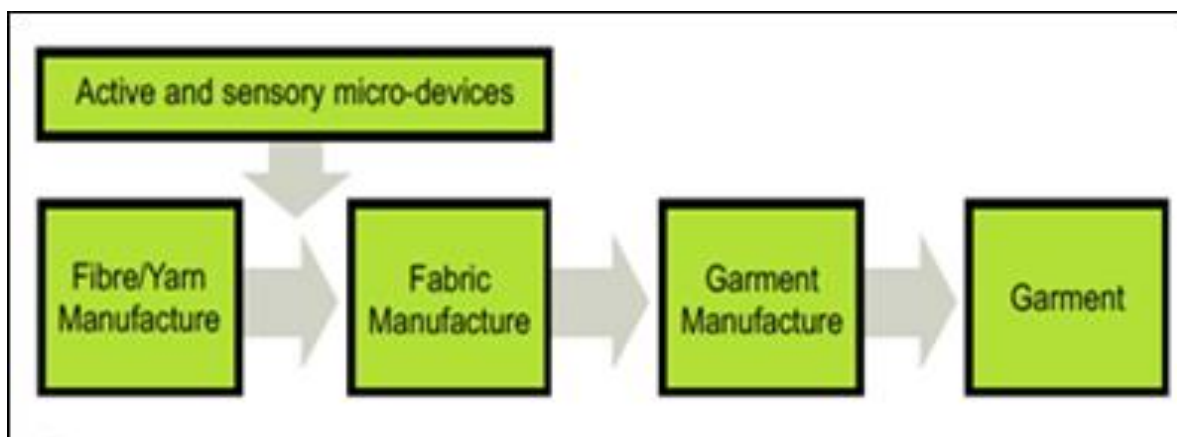 Active and sensory micro-devices
Fibre/Yarn
Manufacture
Fabric
Manufacture
Garment
Manufacture
Garment